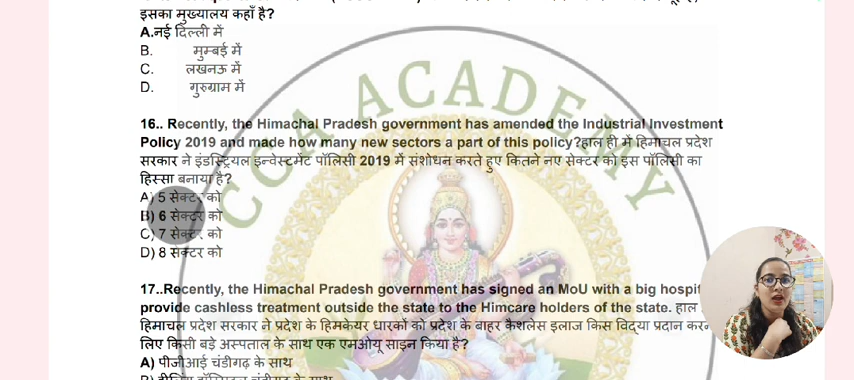 इसका मुख्यालय कहाँ है?
A.नई दिल्ली में
B. मुम्बई में
C. लखनऊ में
D. गुरुग्राम में
CGA ACADEMY
16.. Recently, the Himachal Pradesh government has amended the Industrial Investment
Policy 2019 and made how many new sectors a part of this policy?हाल ही में हिमाचल प्रदेश
सरकार ने इंडस्ट्रियल इन्वेस्टमेंट पॉलिसी 2019 में संशोधन करते हुए कितने नए सेक्टर को इस पॉलिसी का
हिस्सा बनाया है?
A) 5 सेक्टर को
B) 6 सेक्टर को
C) 7 सेक्टर को
D) 8 सेक्टर को
17..Recently, the Himachal Pradesh government has signed an MoU with a big hospit
provide cashless treatment outside the state to the Himcare holders of the state. हाल
हिमाचल प्रदेश सरकार ने प्रदेश के हिमकेयर धारकों को प्रदेश के बाहर कैशलेस इलाज किस विद्या प्रदान करन
लिए किसी बड़े अस्पताल के साथ एक एमओयू साइन किया है?
A) पीजीआई चंडीगढ़ के साथ